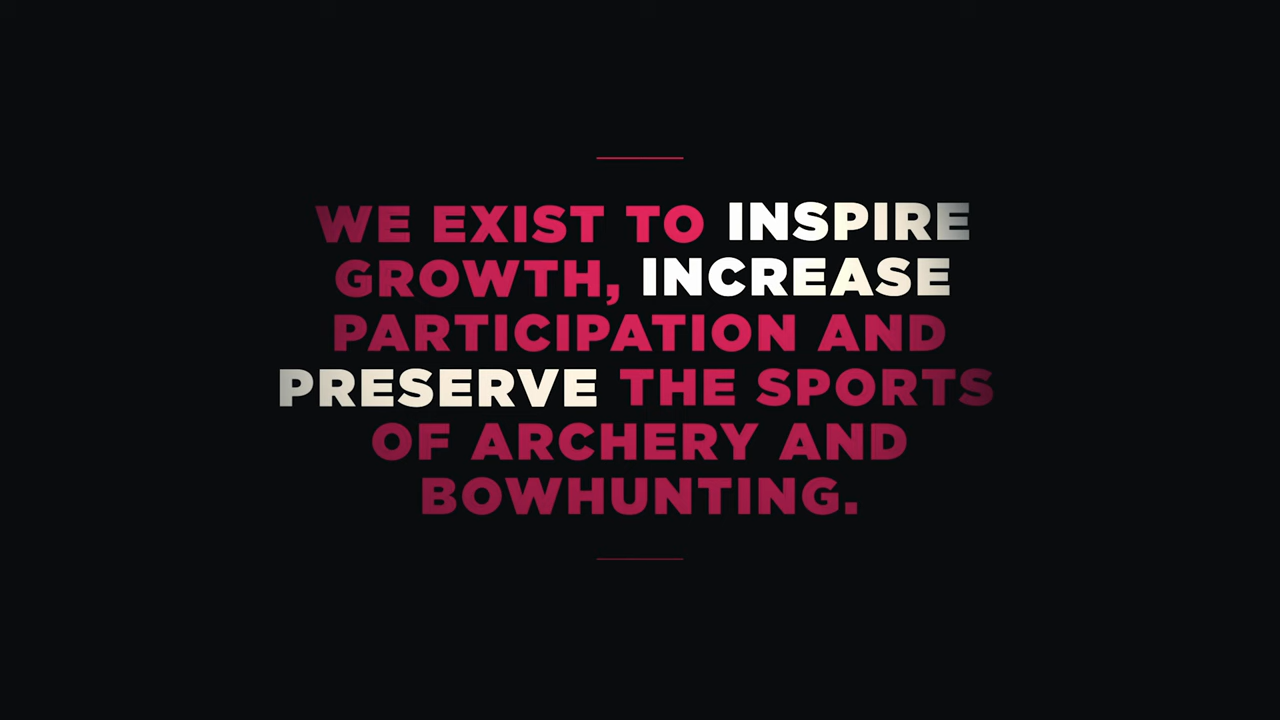 WE EXIST TO INSPIRE
GROWTH, INCREASE
PARTICIPATION AND
PRESERVE THE SPORTS
OF ARCHERY AND
BOWHUNTING.